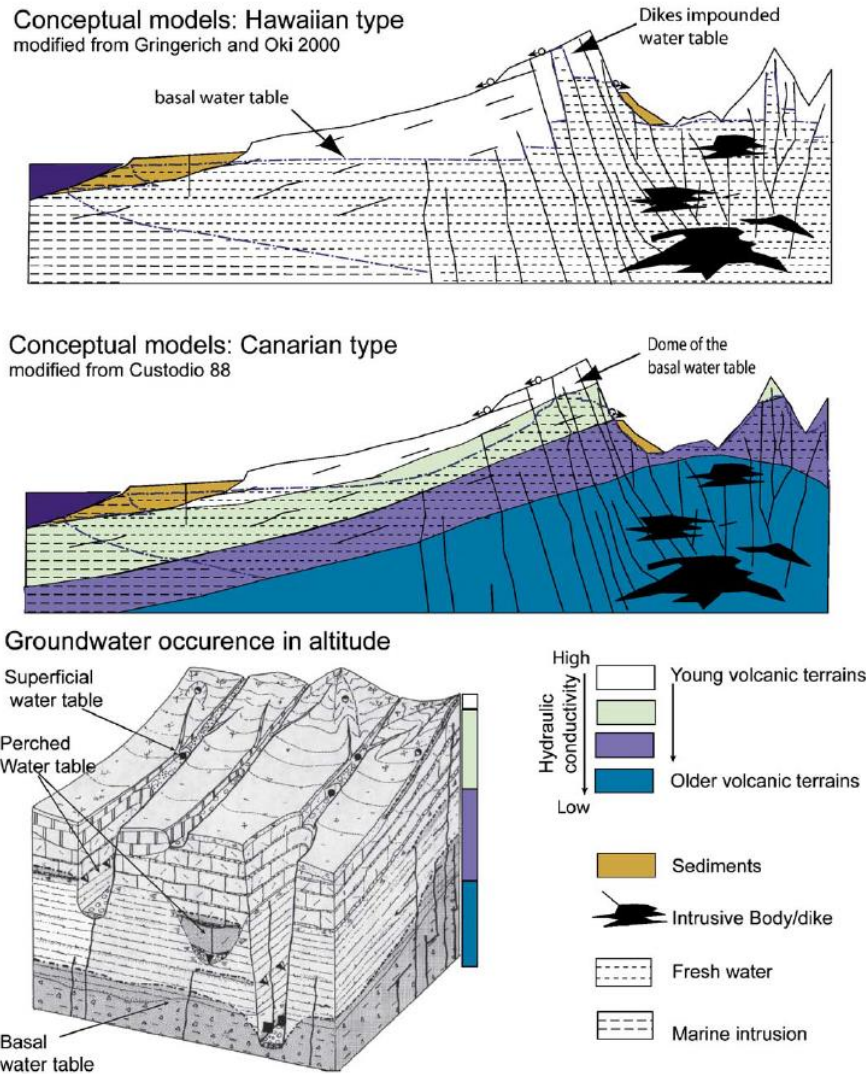 Conceptual models: Hawaiian type
modified from Gringerich and Oki 2000
Dikes impounded
water table
basal water table
Conceptual models: Canarian type
modified from Custodio 88
Dome of the
basal water table
Groundwater occurence in altitude
Superficial
water table
Perched
Water table
Basal
water table
High
Hydraulic
conductivity
Low
Young volcanic terrains
Older volcanic terrains
Sediments
Intrusive Body/dike
Fresh water
Marine intrusion